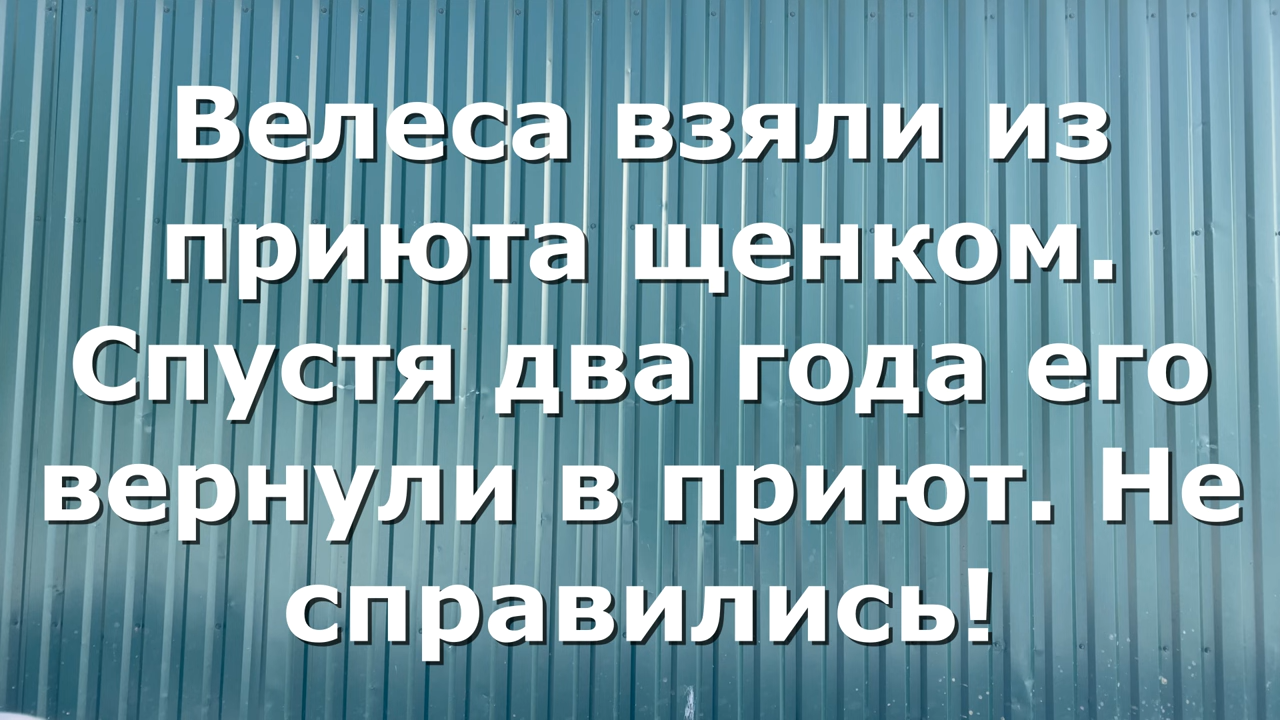 Велеса взяли из
приюта щенком.
Спустя два года его
вернули в приют. Не
справились!